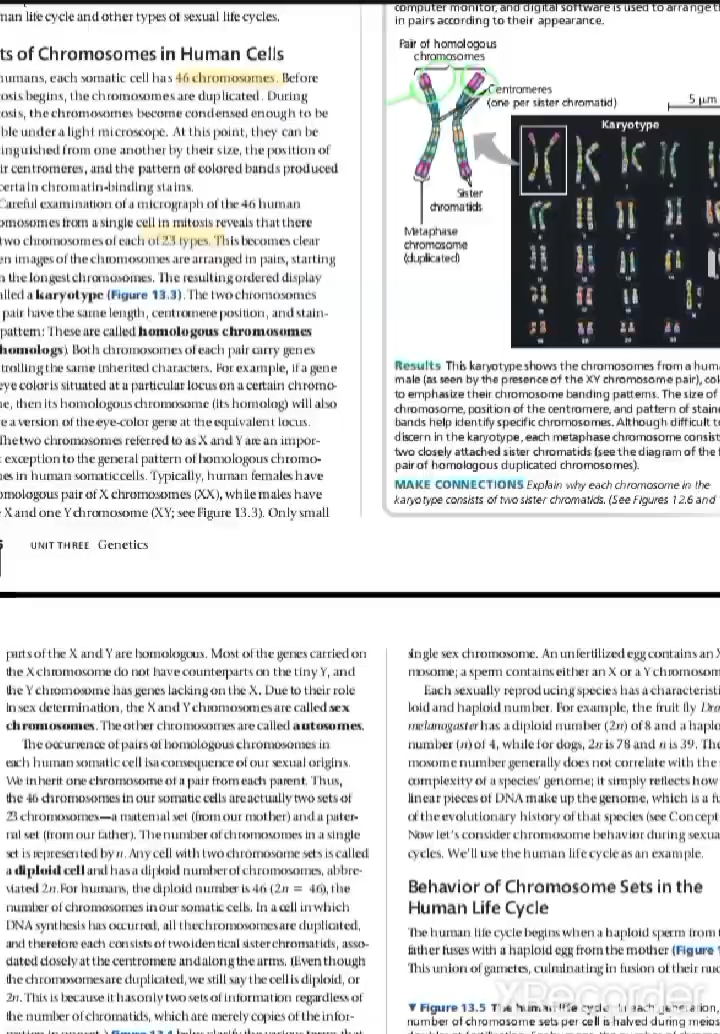 man life cycle and other types of sexual life cycles.
ts of Chromosomes in Human Cells
humans, each somatic cell has 46 chromosomes. Before
osis begins, the chromosomes are duplicated. During
osis, the chromosomes become condensed enough to be
ble under a light microscope. At this point, they can be
inguished from one another by their size, the position of
ir centromeres, and the pattern of colored bands produced
certain chromatin-binding stains.
Careful examination of a micrograph of the 46 human
omosomes from a single cell in mitosis reveals that there
two chromosomes of each of 23 types. This becomes clear
en images of the chromosomes are arranged in pairs, starting
h the longest chromosomes. The resulting ordered display
alled a karyotype (Figure 13.3). The two chromosomes
pair have the same length, centromere position, and stain-
pattern: These are called homologous chromosomes
homologs). Both chromosomes of each pair carry genes
trolling the same inherited characters. For example, if a gene
eye color is situated at a particular locus on a certain chromo-
e, then its homologous chromosome (its homolog) will also
e a version of the eye-color gene at the equivalent locus.
The two chromosomes referred to as X and Y are an impor-
exception to the general pattern of homologous chromo-
es in human somatic cells. Typically, human females have
omologous pair of X chromosomes (XX), while males have
X and one Y chromosome (XY; see Figure 13.3). Only small
UNIT THREE Genetics
computer monitor, and digital software is used to arrange t
in pairs according to their appearance.
Pair of homologous
chromosomes
Centromeres
(one per sister chromatid)
5 µm
Karyotype
Sister
chromatids
Metaphase
chromosome
(duplicated)
Results This karyotype shows the chromosomes from a huma
male (as seen by the presence of the XY chromosome pair), col
to emphasize their chromosome banding patterns. The size of
chromosome, position of the centromere, and pattern of staine
bands help identify specific chromosomes. Although difficult to
discern in the karyotype, each metaphase chromosome consist
two closely attached sister chromatids (see the diagram of the f
pair of homologous duplicated chromosomes).
MAKE CONNECTIONS Explain why each chromosome in the
karyotype consists of two sister chromatids. (See Figures 12.6 and
parts of the X and Y are homologous. Most of the genes carried on
the X chromosome do not have counterparts on the tiny Y, and
the Y chromosome has genes lacking on the X. Due to their role
in sex determination, the X and Y chromosomes are called sex
chromosomes. The other chromosomes are called autosomes.
The occurrence of pairs of homologous chromosomes in
each human somatic cell is a consequence of our sexual origins.
We inherit one chromosome of a pair from each parent. Thus,
the 46 chromosomes in our somatic cells are actually two sets of
23 chromosomes—a maternal set (from our mother) and a pater-
nal set (from our father). The number of chromosomes in a single
set is represented by n. Any cell with two chromosome sets is called
a diploid cell and has a diploid number of chromosomes, abbre-
viated 2n. For humans, the diploid number is 46 (2n = 46), the
number of chromosomes in our somatic cells. In a cell in which
DNA synthesis has occurred, all the chromosomes are duplicated,
and therefore each consists of two identical sister chromatids, asso-
ciated closely at the centromere and along the arms. (Even though
the chromosomes are duplicated, we still say the cell is diploid, or
2n. This is because it has only two sets of information regardless of
the number of chromatids, which are merely copies of the infor-
single sex chromosome. An unfertilized egg contains an X
mosome; a sperm contains either an X or a Y chromosom
Each sexually reproducing species has a characteristi
loid and haploid number. For example, the fruit fly Dro
melanogaster has a diploid number (2n) of 8 and a haplo
number (n) of 4, while for dogs, 2n is 78 and n is 39. The
mosome number generally does not correlate with the
complexity of a species' genome; it simply reflects how
linear pieces of DNA make up the genome, which is a fu
of the evolutionary history of that species (see Concept
Now let's consider chromosome behavior during sexua
cycles. We'll use the human life cycle as an example.
Behavior of Chromosome Sets in the
Human Life Cycle
The human life cycle begins when a haploid sperm from t
father fuses with a haploid egg from the mother (Figure 1
This union of gametes, culminating in fusion of their nuc
▼ Figure 13.5 The human life cycle. In each generation,
number of chromosome sets per cell is halved during meiosi